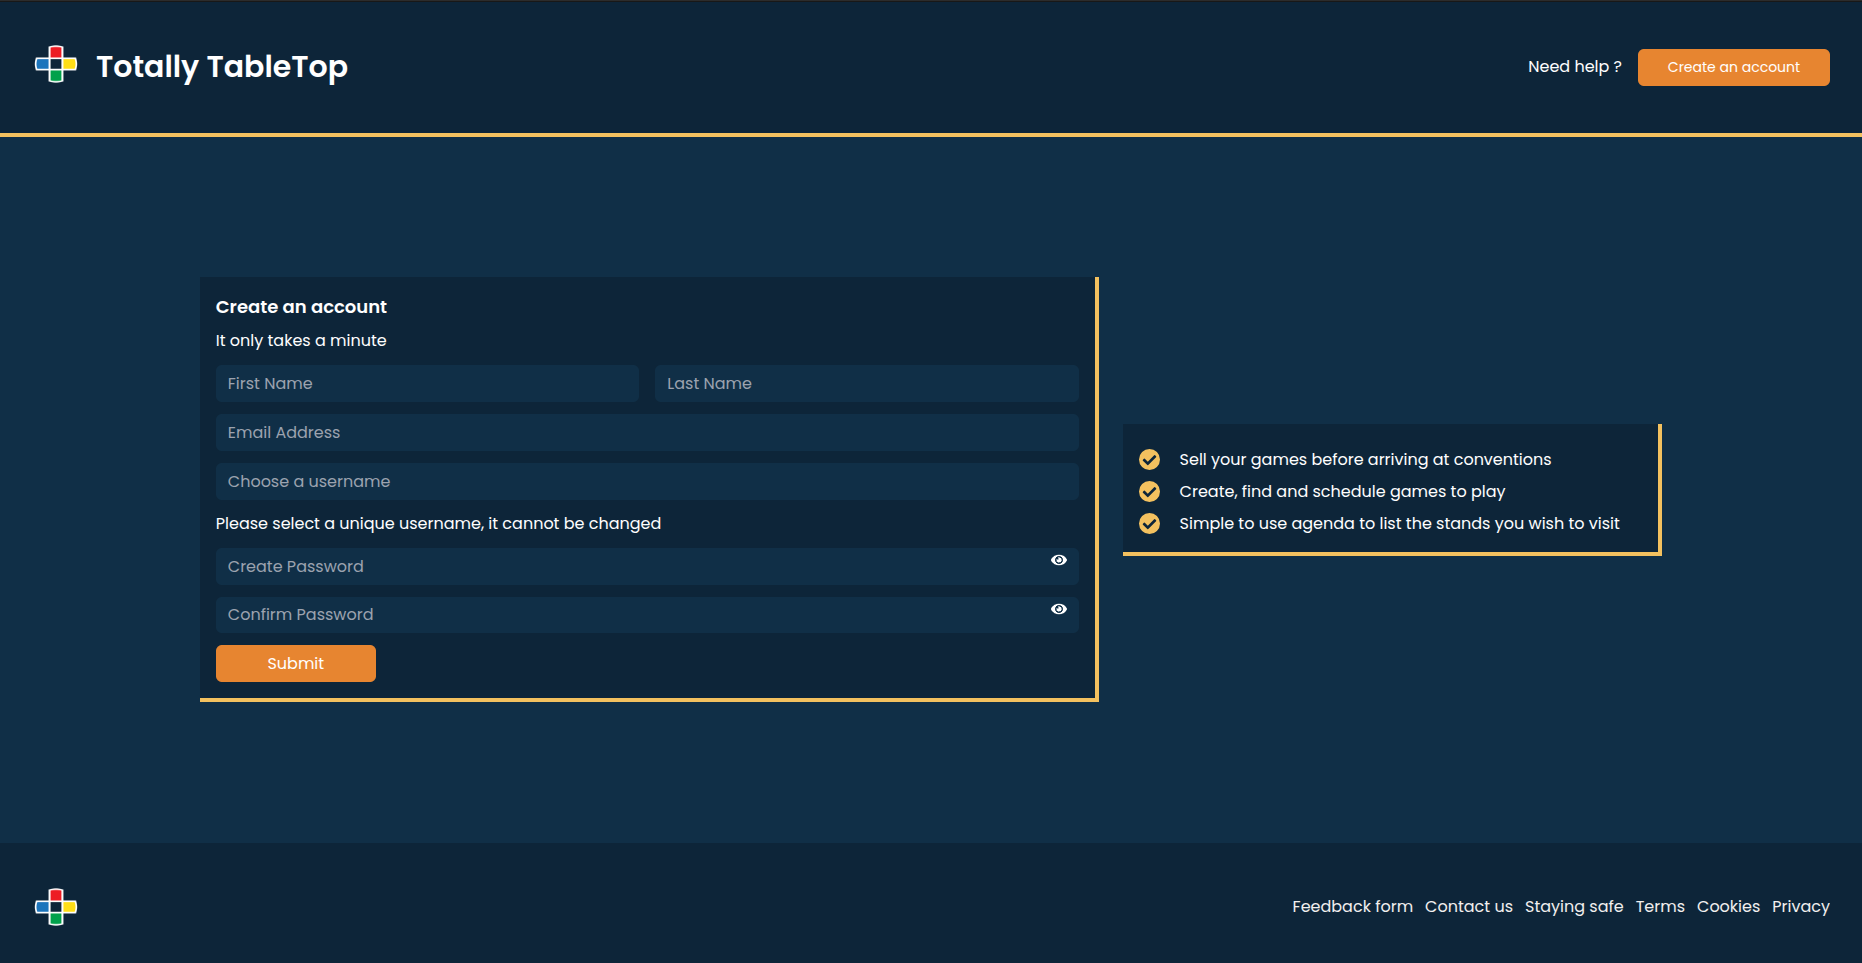 Totally TableTop
Need help ?
Create an account
Create an account
It only takes a minute
First Name
Last Name
Email Address
Choose a username
Please select a unique username, it cannot be changed
Create Password
Confirm Password
Submit
Sell your games before arriving at conventions
Create, find and schedule games to play
Simple to use agenda to list the stands you wish to visit
Feedback form
Contact us
Staying safe
Terms
Cookies
Privacy